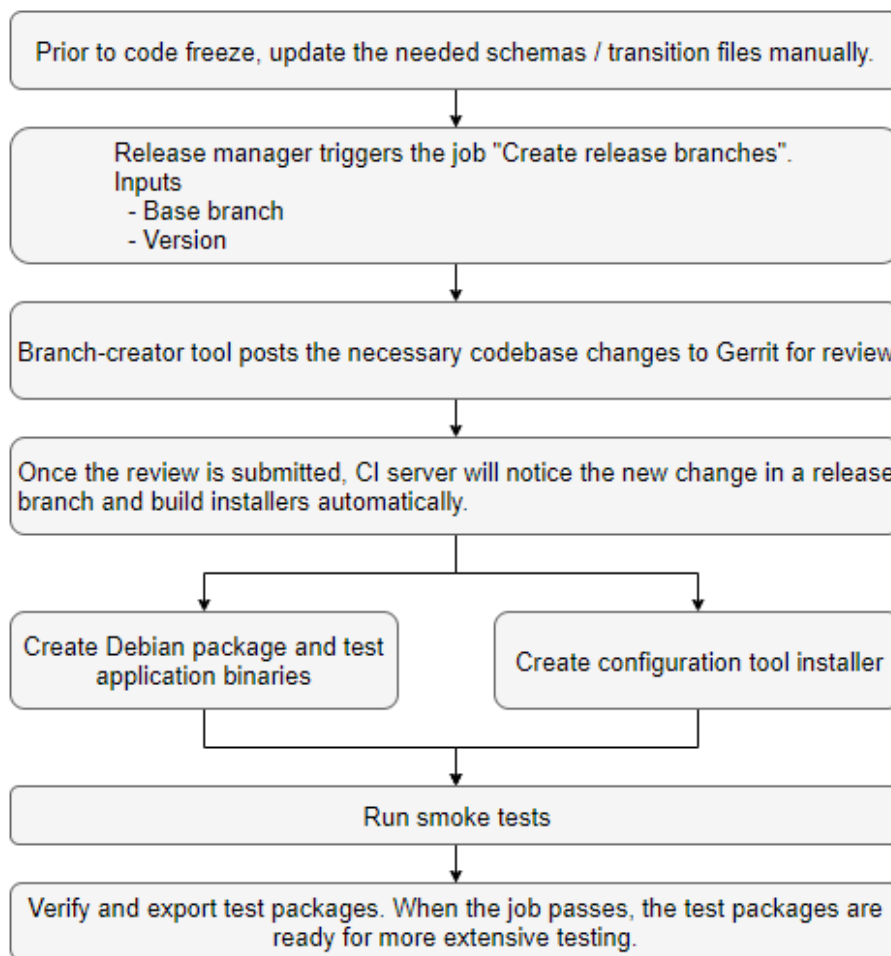 Prior to code freeze, update the needed schemas / transition files manually.
Release manager triggers the job "Create release branches".
Inputs
- Base branch
- Version
Branch-creator tool posts the necessary codebase changes to Gerrit for review
Once the review is submitted, CI server will notice the new change in a release
branch and build installers automatically.
Create Debian package and test
application binaries
Create configuration tool installer
Run smoke tests
Verify and export test packages. When the job passes, the test packages are
ready for more extensive testing.